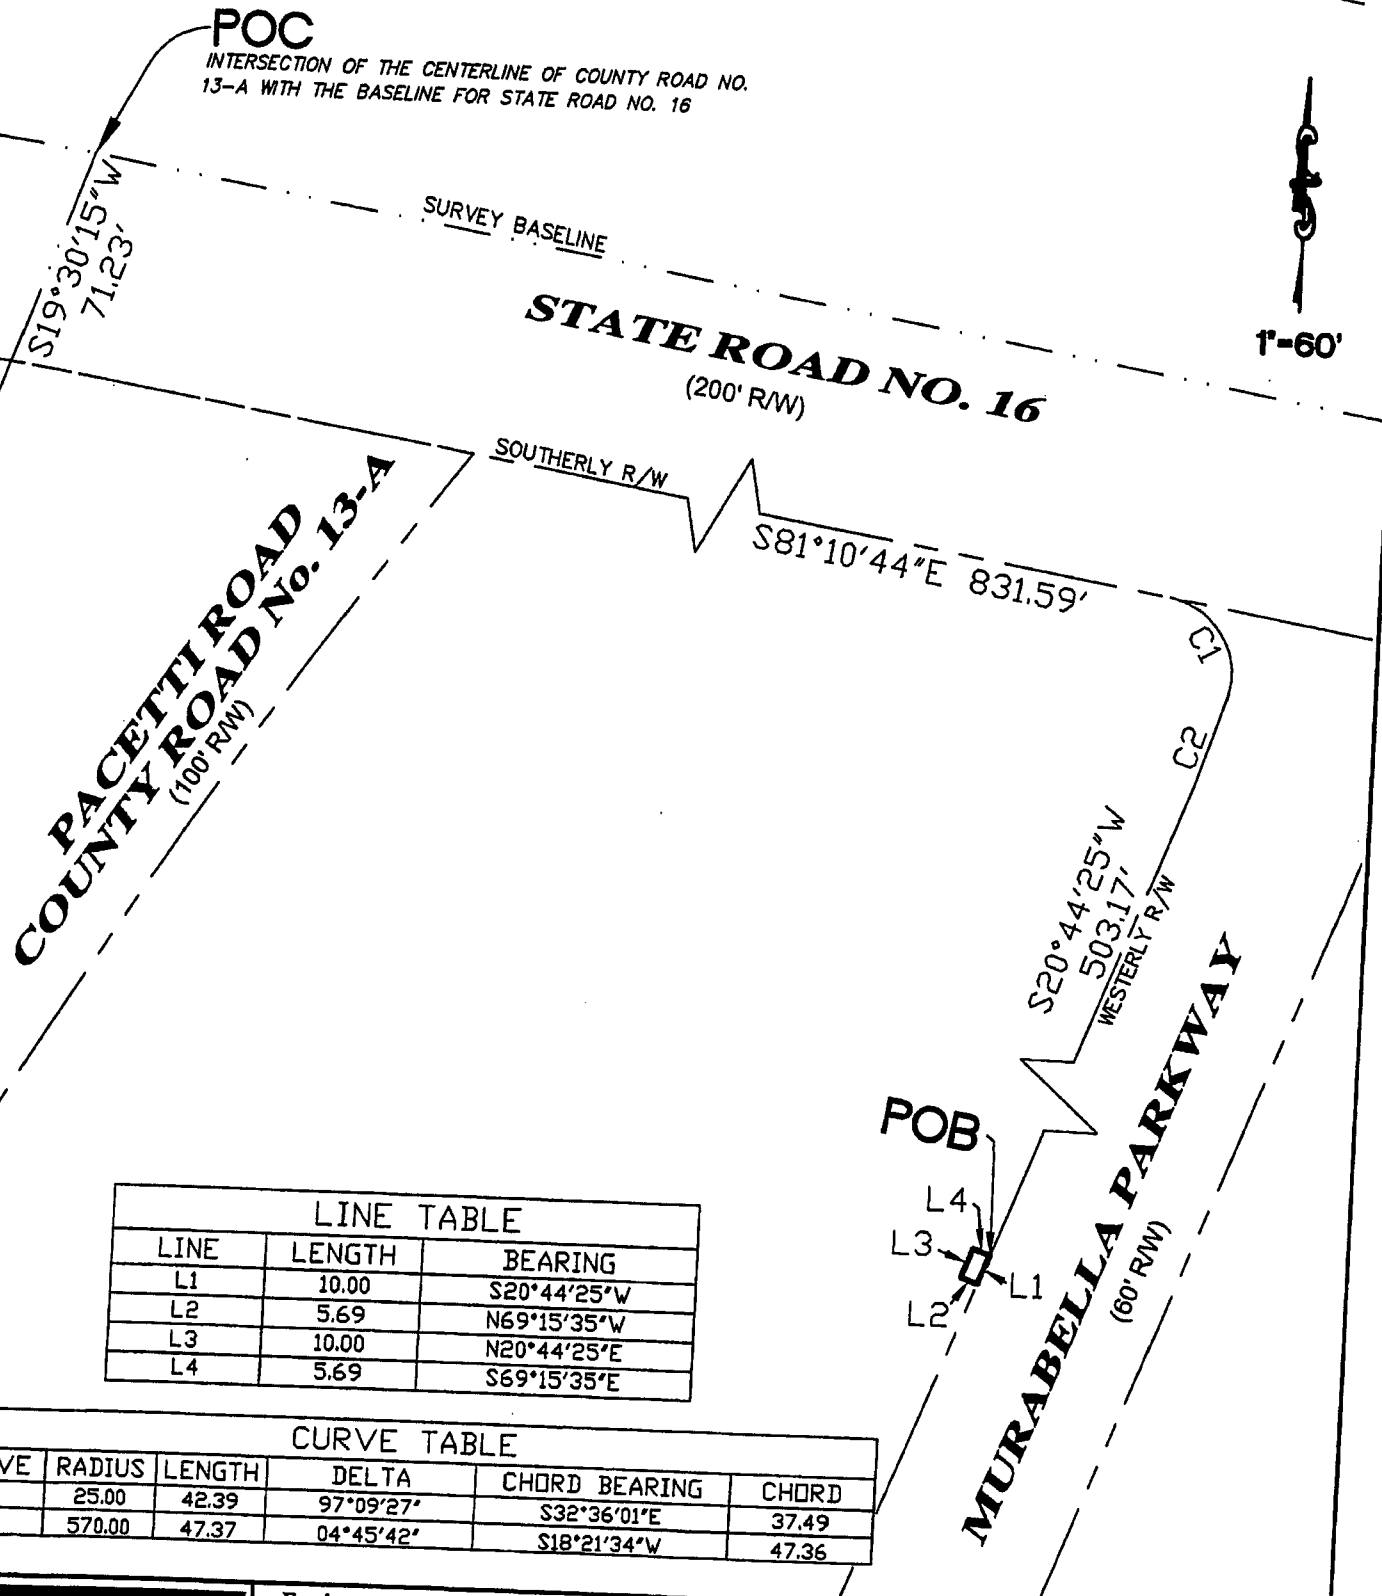 POC
INTERSECTION OF THE CENTERLINE OF COUNTY ROAD NO.
13-A WITH THE BASELINE FOR STATE ROAD NO. 16
S19°30'15"W
71.23'
SURVEY BASELINE
STATE ROAD NO. 16
(200' R/W)
1"=60'
SOUTHERLY R/W
S81°10'44"E 831.59'
PACETTI ROAD
COUNTY ROAD No. 13-A
(100' R/W)
C1
C2
S20°44'25"W
503.17'
WESTERLY R/W
MURABELLA PARKWAY
(60' R/W)
POB
L4
L3
L1
L2
LINE TABLE
LINE LENGTH BEARING
L1 10.00 S20°44'25"W
L2 5.69 N69°15'35"W
L3 10.00 N20°44'25"E
L4 5.69 S69°15'35"E
CURVE TABLE
VE RADIUS LENGTH DELTA CHORD BEARING CHORD
25.00 42.39 97°09'27" S32°36'01"E 37.49
570.00 47.37 04°45'42" S18°21'34"W 47.36